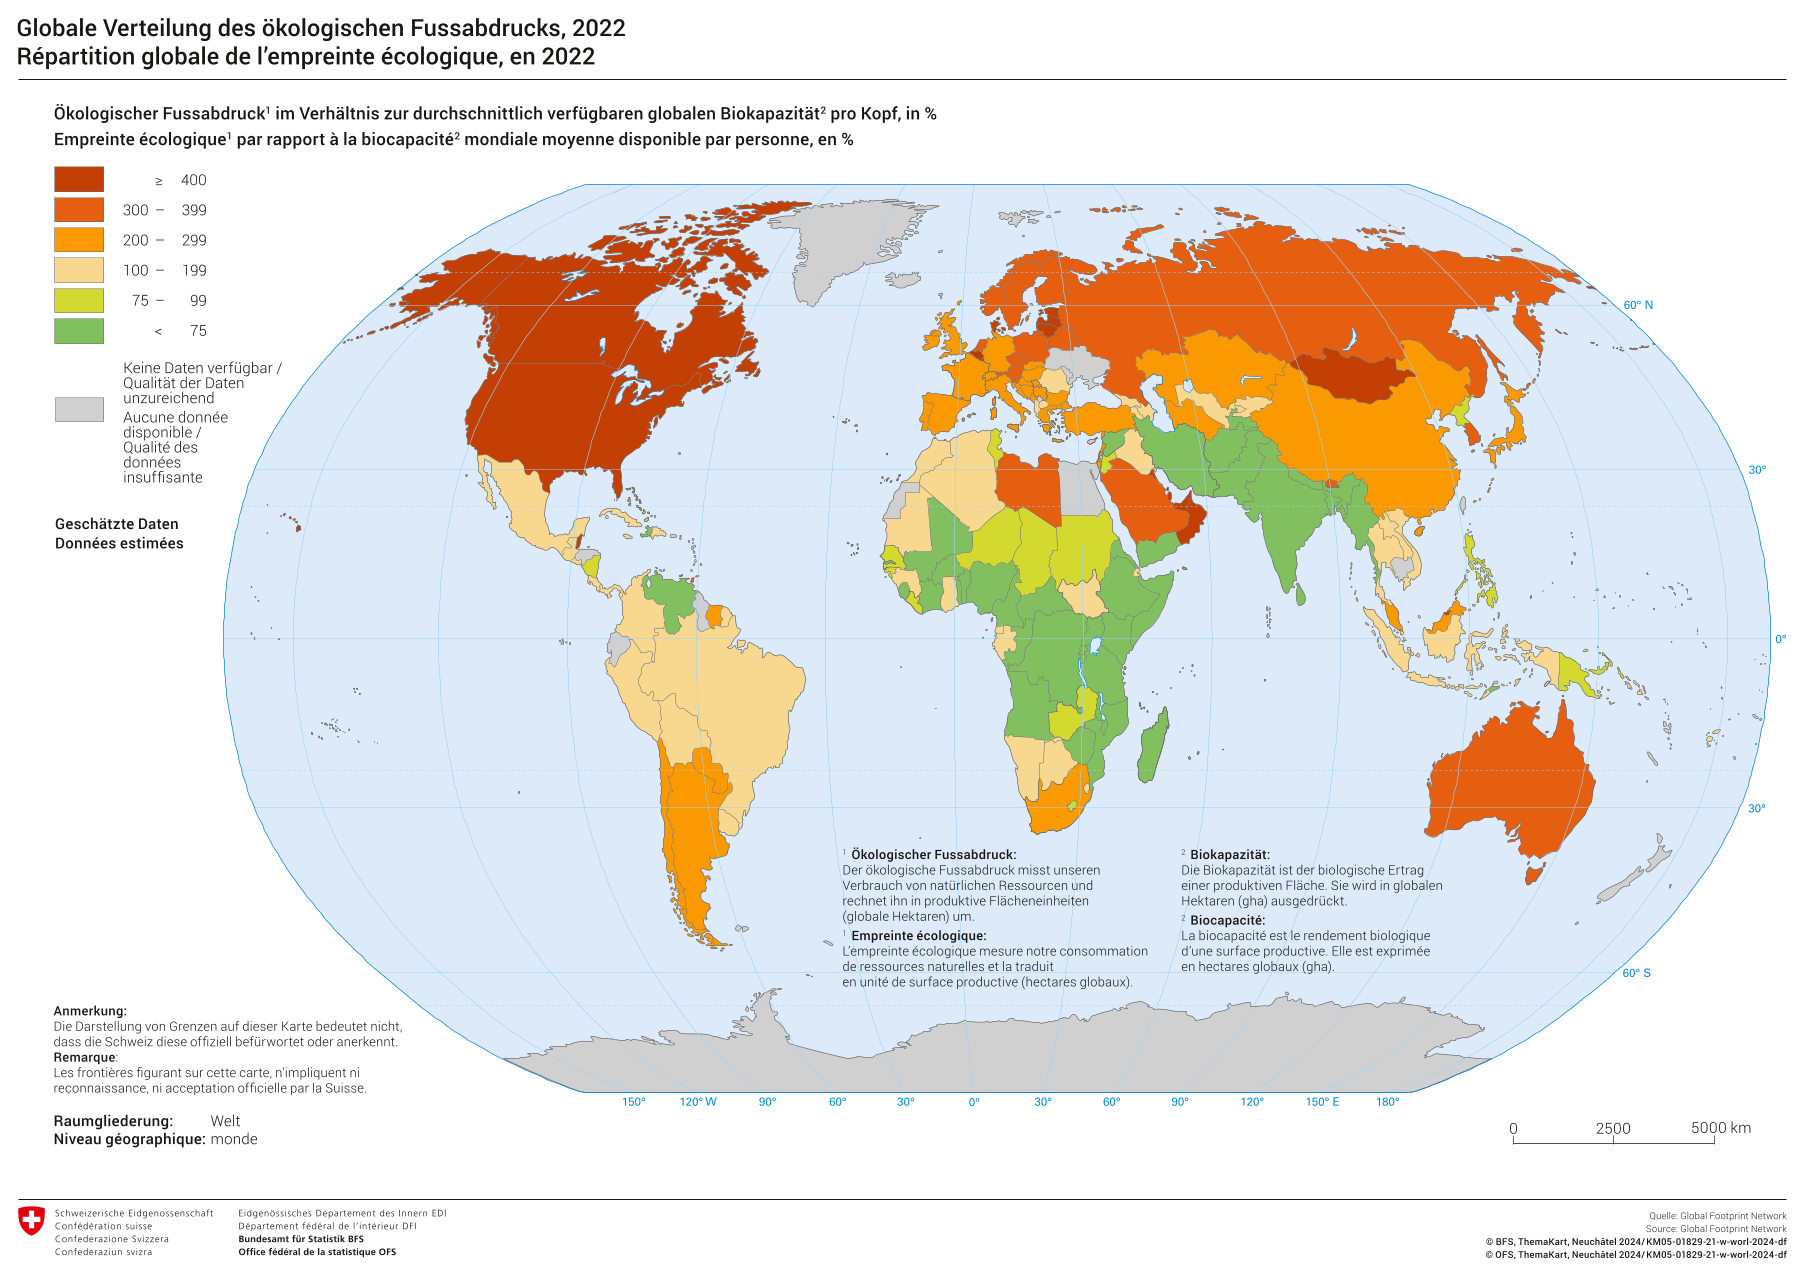 Globale Verteilung des ökologischen Fussabdrucks, 2022
Répartition globale de l'empreinte écologique, en 2022
Ökologischer Fussabdruck¹ im Verhältnis zur durchschnittlich verfügbaren globalen Biokapazität² pro Kopf, in %
Empreinte écologique¹ par rapport à la biocapacité² mondiale moyenne disponible par personne, en %
≥ 400
300 – 399
200 – 299
100 – 199
75 – 99
< 75
Keine Daten verfügbar /
Qualität der Daten
unzureichend
Aucune donnée
disponible /
Qualité des
données
insuffisante
Geschätzte Daten
Données estimées
60° N
30°
0°
30°
60° S
¹ Ökologischer Fussabdruck:
Der ökologische Fussabdruck misst unseren
Verbrauch von natürlichen Ressourcen und
rechnet ihn in produktive Flächeneinheiten
(globale Hektaren) um.
¹ Empreinte écologique:
L'empreinte écologique mesure notre consommation
de ressources naturelles et la traduit
en unité de surface productive (hectares globaux).
² Biokapazität:
Die Biokapazität ist der biologische Ertrag
einer produktiven Fläche. Sie wird in globalen
Hektaren (gha) ausgedrückt.
² Biocapacité:
La biocapacité est le rendement biologique
d'une surface productive. Elle est exprimée
en hectares globaux (gha).
Anmerkung:
Die Darstellung von Grenzen auf dieser Karte bedeutet nicht,
dass die Schweiz diese offiziell befürwortet oder anerkennt.
Remarque:
Les frontières figurant sur cette carte, n'impliquent ni
reconnaissance, ni acceptation officielle par la Suisse.
150° 120° W 90° 60° 30° 0° 30° 60° 90° 120° 150° E 180°
Raumgliederung: Welt
Niveau géographique: monde
0 2500 5000 km
Schweizerische Eidgenossenschaft
Confédération suisse
Confederazione Svizzera
Confederaziun svizra
Eidgenössisches Departement des Innern EDI
Département fédéral de l'intérieur DFI
Bundesamt für Statistik BFS
Office fédéral de la statistique OFS
Quelle: Global Footprint Network
Source: Global Footprint Network
© BFS, ThemaKart, Neuchâtel 2024/ KM05-01829-21-w-worl-2024-df
© OFS, ThemaKart, Neuchâtel 2024/ KM05-01829-21-w-worl-2024-df